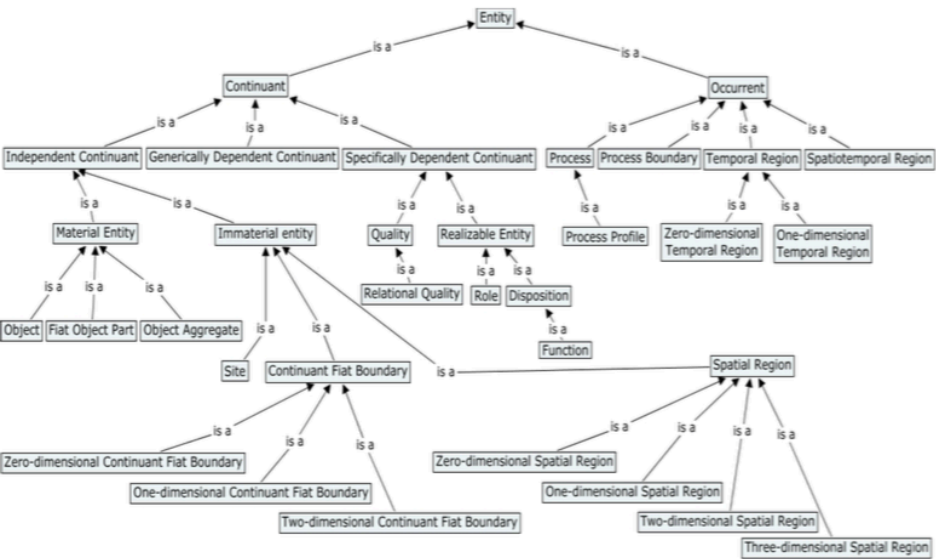 Entity
is a
is a
Continuant
Occurrent
is a
is a
is a
is a
is a
is a
is a
Independent Continuant
Generically Dependent Continuant
Specifically Dependent Continuant
Process
Process Boundary
Temporal Region
Spatiotemporal Region
is a
is a
is a
is a
is a
is a
is a
Material Entity
Immaterial entity
Quality
Realizable Entity
Process Profile
Zero-dimensional
Temporal Region
One-dimensional
Temporal Region
is a
is a
is a
Relational Quality
Role
Disposition
is a
is a
is a
is a
is a
is a
Object
Fiat Object Part
Object Aggregate
Function
Site
Continuant Fiat Boundary
is a
Spatial Region
is a
is a
is a
is a
is a
is a
is a
Zero-dimensional Continuant Fiat Boundary
Zero-dimensional Spatial Region
One-dimensional Continuant Fiat Boundary
One-dimensional Spatial Region
Two-dimensional Continuant Fiat Boundary
Two-dimensional Spatial Region
Three-dimensional Spatial Region